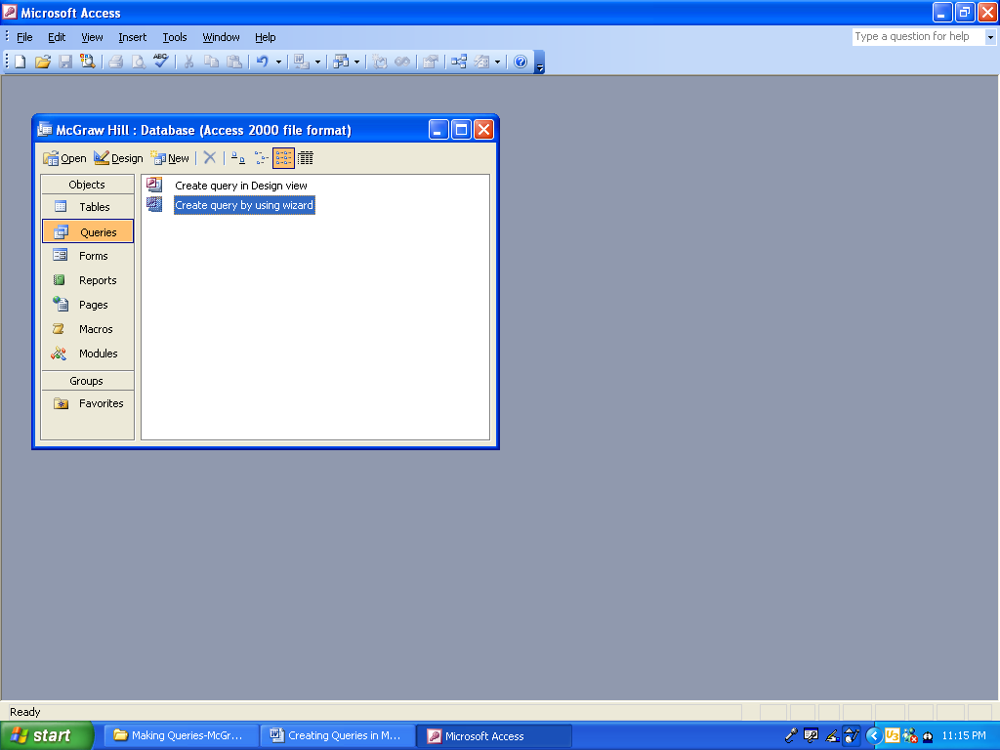 Microsoft Access
File Edit View Insert Tools Window Help
Type a question for help
ABC
McGraw Hill : Database (Access 2000 file format)
Open Design New
Objects
Create query in Design view
Create query by using wizard
Tables
Queries
Forms
Reports
Pages
Macros
Modules
Groups
Favorites
Ready
start
Making Queries-McGr...
Creating Queries in M...
Microsoft Access
U3
11:15 PM